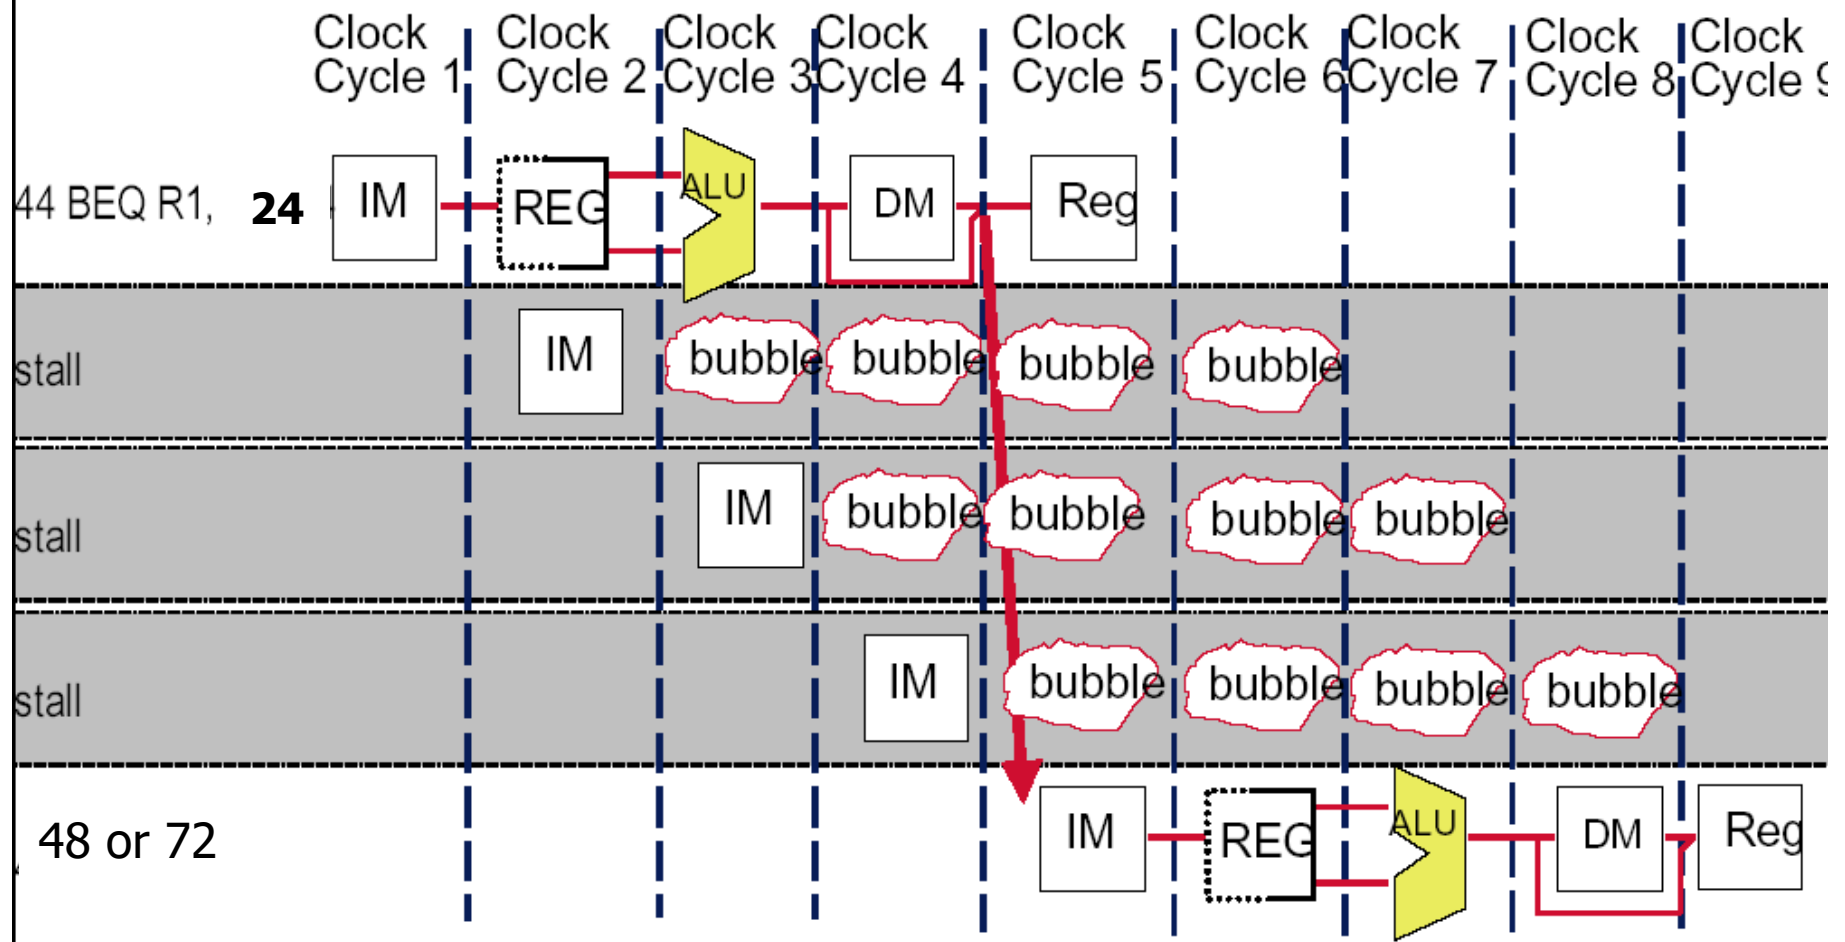 Clock Cycle 1 Clock Cycle 2 Clock Cycle 3 Clock Cycle 4 Clock Cycle 5 Clock Cycle 6 Clock Cycle 7 Clock Cycle 8 Clock Cycle 9
44 BEQ R1, 24 IM REG ALU DM Reg
stall IM bubble bubble bubble bubble
stall IM bubble bubble bubble bubble
stall IM bubble bubble bubble bubble
48 or 72 IM REG ALU DM Reg